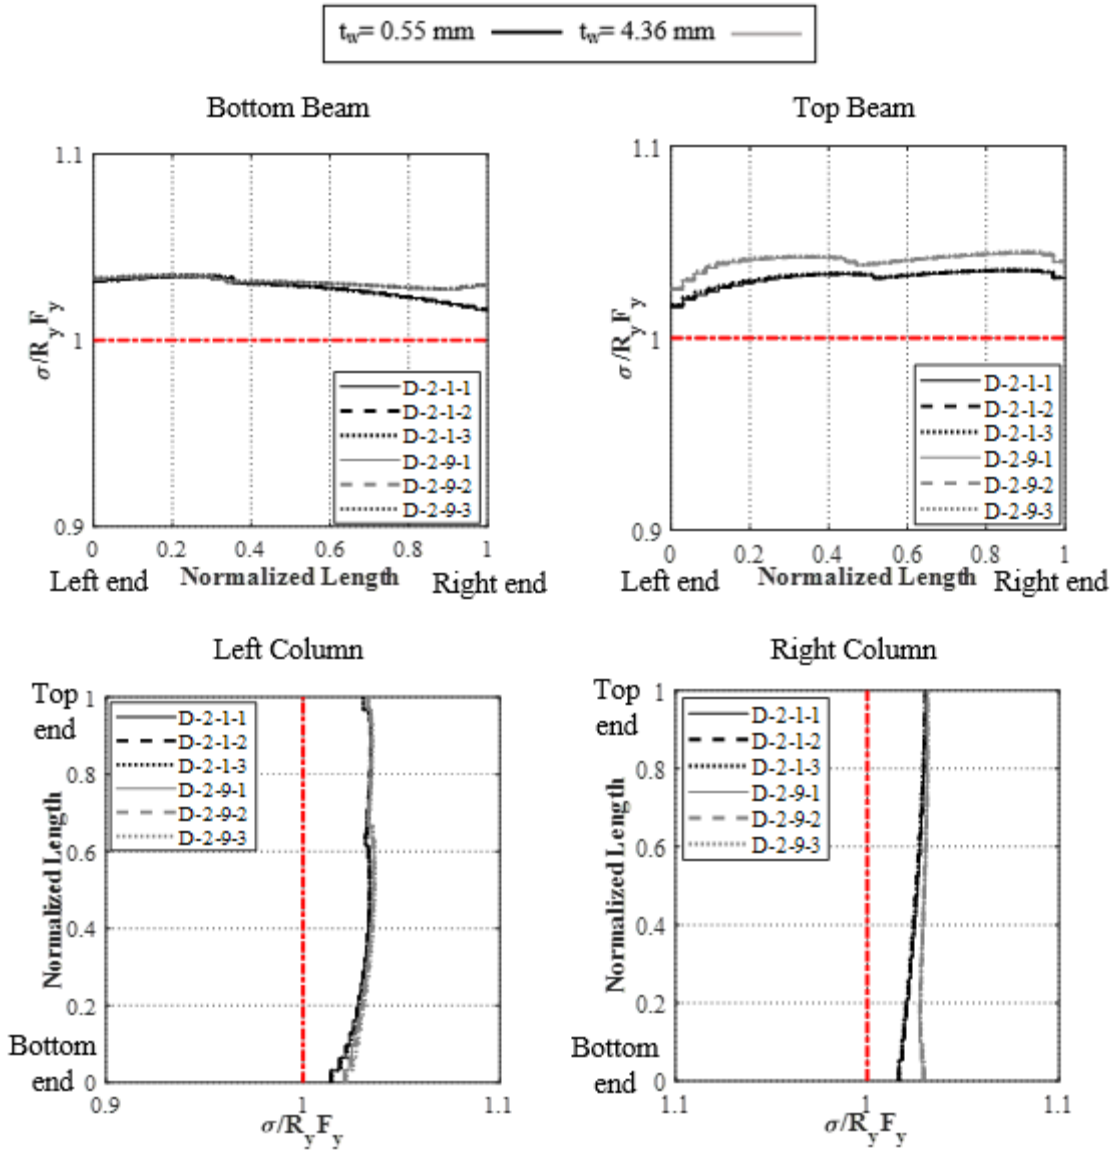 t_w= 0.55 mm t_w= 4.36 mm
Bottom Beam
1.1
1
0.9
σ/R_yF_y
D-2-1-1
D-2-1-2
D-2-1-3
D-2-9-1
D-2-9-2
D-2-9-3
0 0.2 0.4 0.6 0.8 1
Left end Normalized Length Right end
Top Beam
1.1
1
0.9
σ/R_yF_y
D-2-1-1
D-2-1-2
D-2-1-3
D-2-9-1
D-2-9-2
D-2-9-3
0 0.2 0.4 0.6 0.8 1
Left end Normalized Length Right end
Left Column
Top
end
1
0.8
0.6
0.4
0.2
0
Normalized Length
Bottom
end
D-2-1-1
D-2-1-2
D-2-1-3
D-2-9-1
D-2-9-2
D-2-9-3
0.9 1 1.1
σ/R_yF_y
Right Column
Top
end
1
0.8
0.6
0.4
0.2
0
Normalized Length
Bottom
end
D-2-1-1
D-2-1-2
D-2-1-3
D-2-9-1
D-2-9-2
D-2-9-3
1.1 1 1.1
σ/R_yF_y